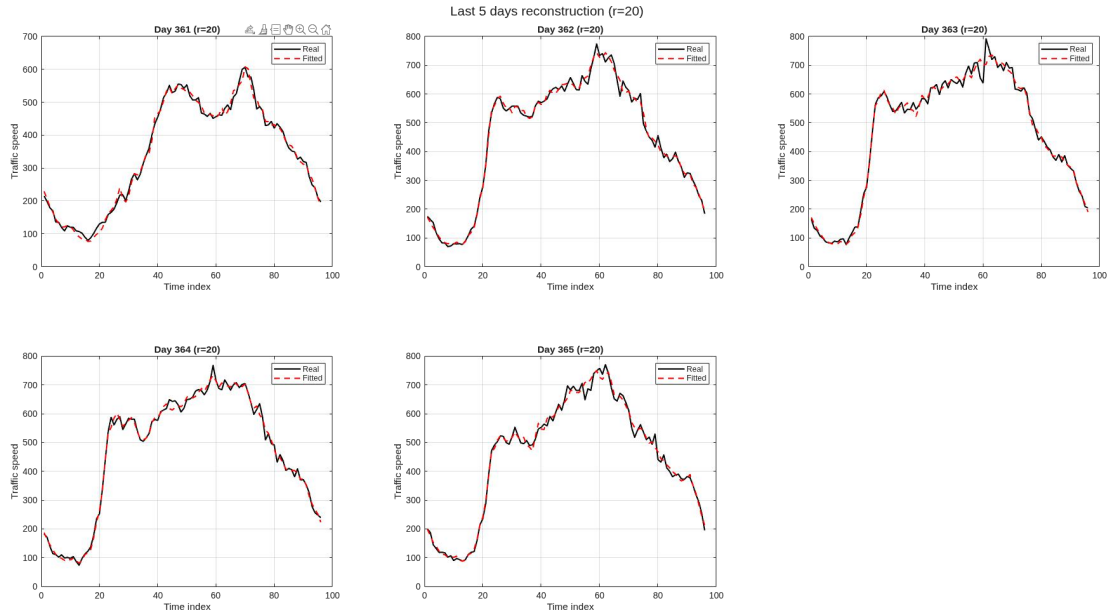 Last 5 days reconstruction (r=20)
Day 361 (r=20)
Real
Fitted
Traffic speed
700
600
500
400
300
200
100
0
0 20 40 60 80 100
Time index
Day 362 (r=20)
Real
Fitted
Traffic speed
800
700
600
500
400
300
200
100
0
0 20 40 60 80 100
Time index
Day 363 (r=20)
Real
Fitted
Traffic speed
800
700
600
500
400
300
200
100
0
0 20 40 60 80 100
Time index
Day 364 (r=20)
Real
Fitted
Traffic speed
800
700
600
500
400
300
200
100
0
0 20 40 60 80 100
Time index
Day 365 (r=20)
Real
Fitted
Traffic speed
800
700
600
500
400
300
200
100
0
0 20 40 60 80 100
Time index